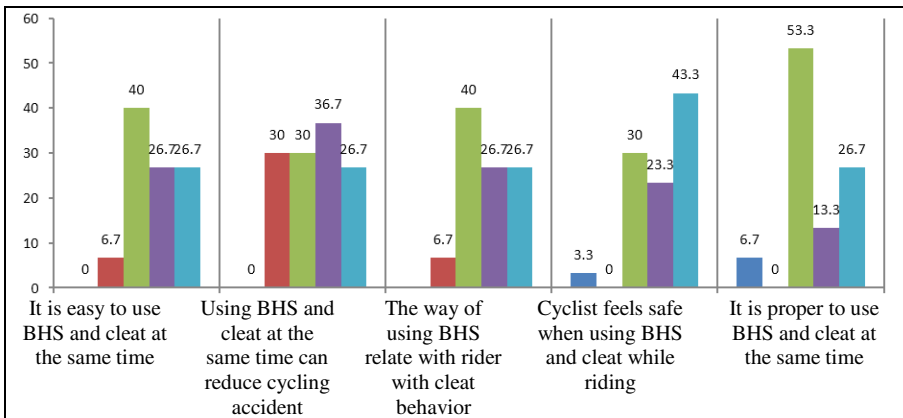 60
50
40
30
20
10
0
0
6.7
40
26.7
26.7
0
30
30
36.7
26.7
6.7
40
26.7
26.7
3.3
0
30
23.3
43.3
6.7
0
53.3
13.3
26.7
It is easy to use
BHS and cleat at
the same time
Using BHS and
cleat at the
same time can
reduce cycling
accident
The way of
using BHS
relate with rider
with cleat
behavior
Cyclist feels safe
when using BHS
and cleat while
riding
It is proper to use
BHS and cleat at
the same time